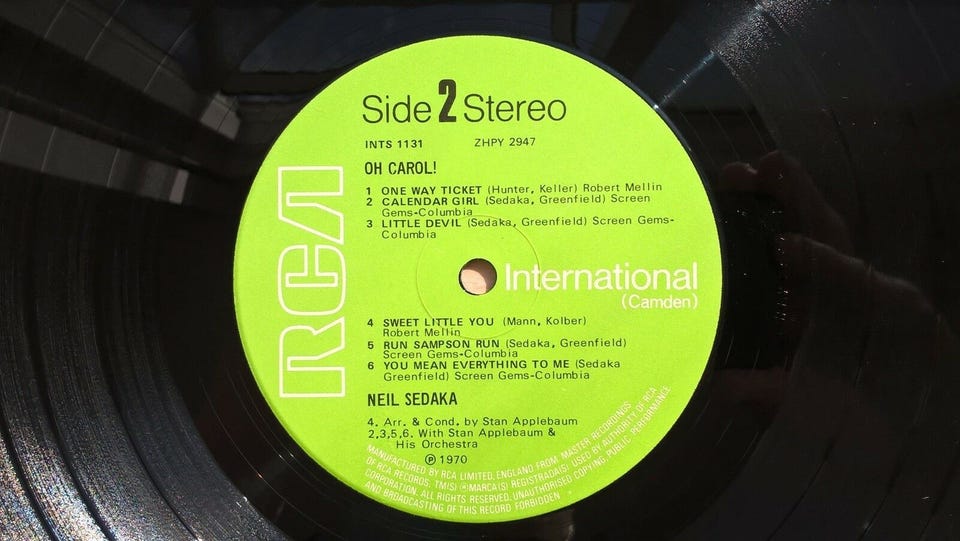 Side 2 Stereo
INTS 1131 ZHPY 2947
OH CAROL!
1 ONE WAY TICKET (Hunter, Keller) Robert Mellin
2 CALENDAR GIRL (Sedaka, Greenfield) Screen
Gems-Columbia
3 LITTLE DEVIL (Sedaka, Greenfield) Screen Gems-
Columbia
RCA
International
(Camden)
4 SWEET LITTLE YOU (Mann, Kolber)
Robert Mellin
5 RUN SAMPSON RUN (Sedaka, Greenfield)
Screen Gems-Columbia
6 YOU MEAN EVERYTHING TO ME (Sedaka
Greenfield) Screen Gems-Columbia
NEIL SEDAKA
4. Arr. & Cond. by Stan Applebaum
2,3,5,6. With Stan Applebaum &
His Orchestra
℗ 1970
MANUFACTURED BY RCA LIMITED, ENGLAND FROM MASTER RECORDINGS
OF RCA RECORDS. TM(S) ® MARCA(S) REGISTRADA(S) USED BY AUTHORITY OF RCA
CORPORATION. ALL RIGHTS RESERVED. UNAUTHORISED COPYING, PUBLIC PERFORMANCE
AND BROADCASTING OF THIS RECORD FORBIDDEN